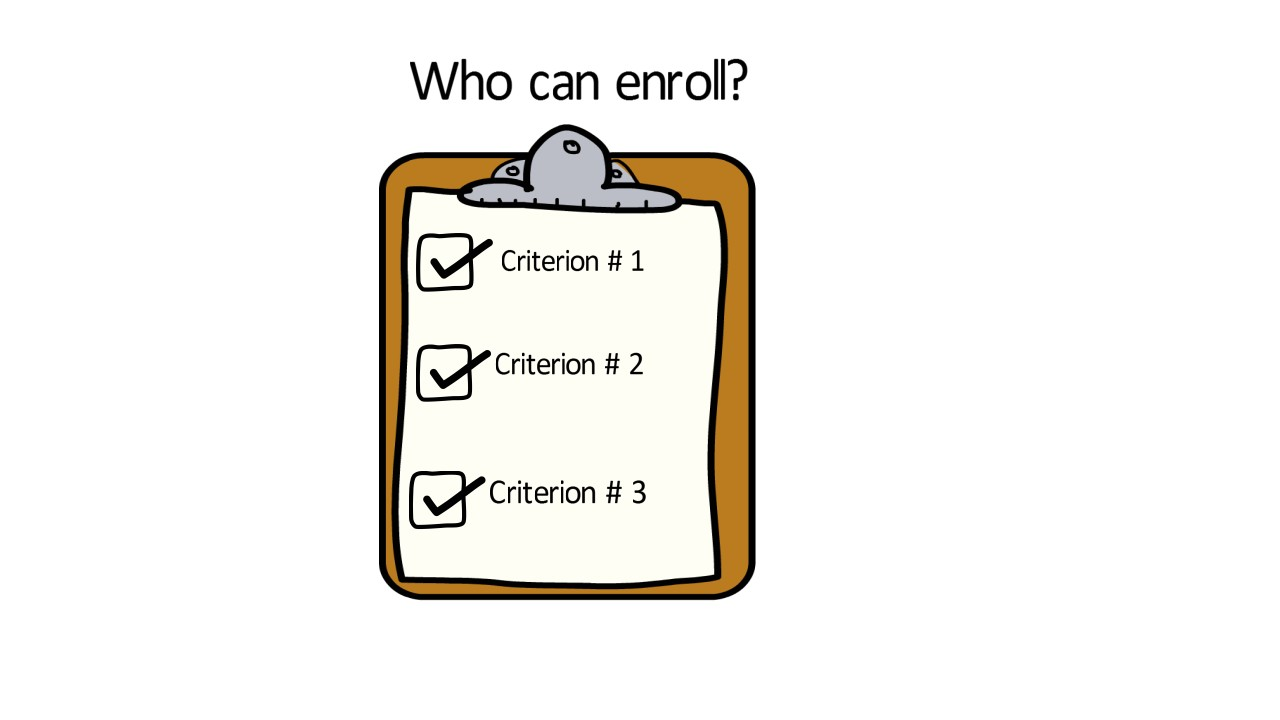 Who can enroll?
Criterion # 1
Criterion # 2
Criterion # 3